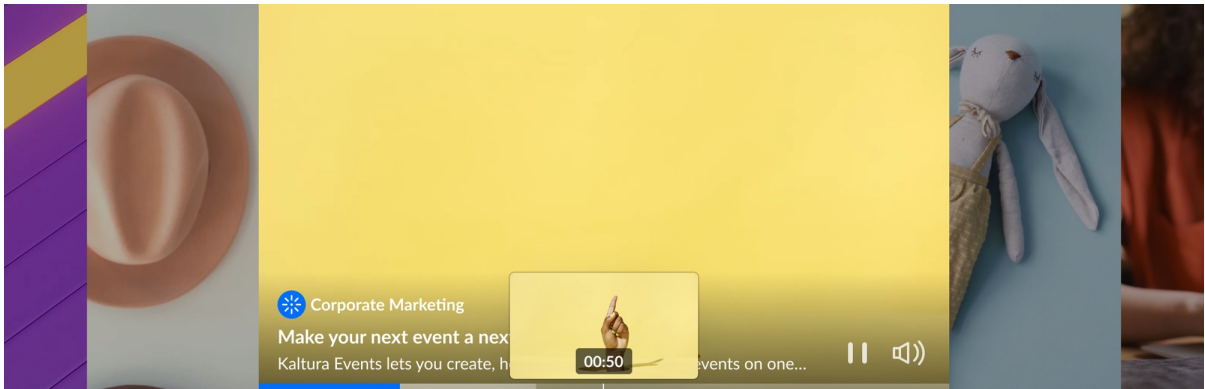 Corporate Marketing
Make your next event a nex
Kaltura Events lets you create, h events on one...
00:50